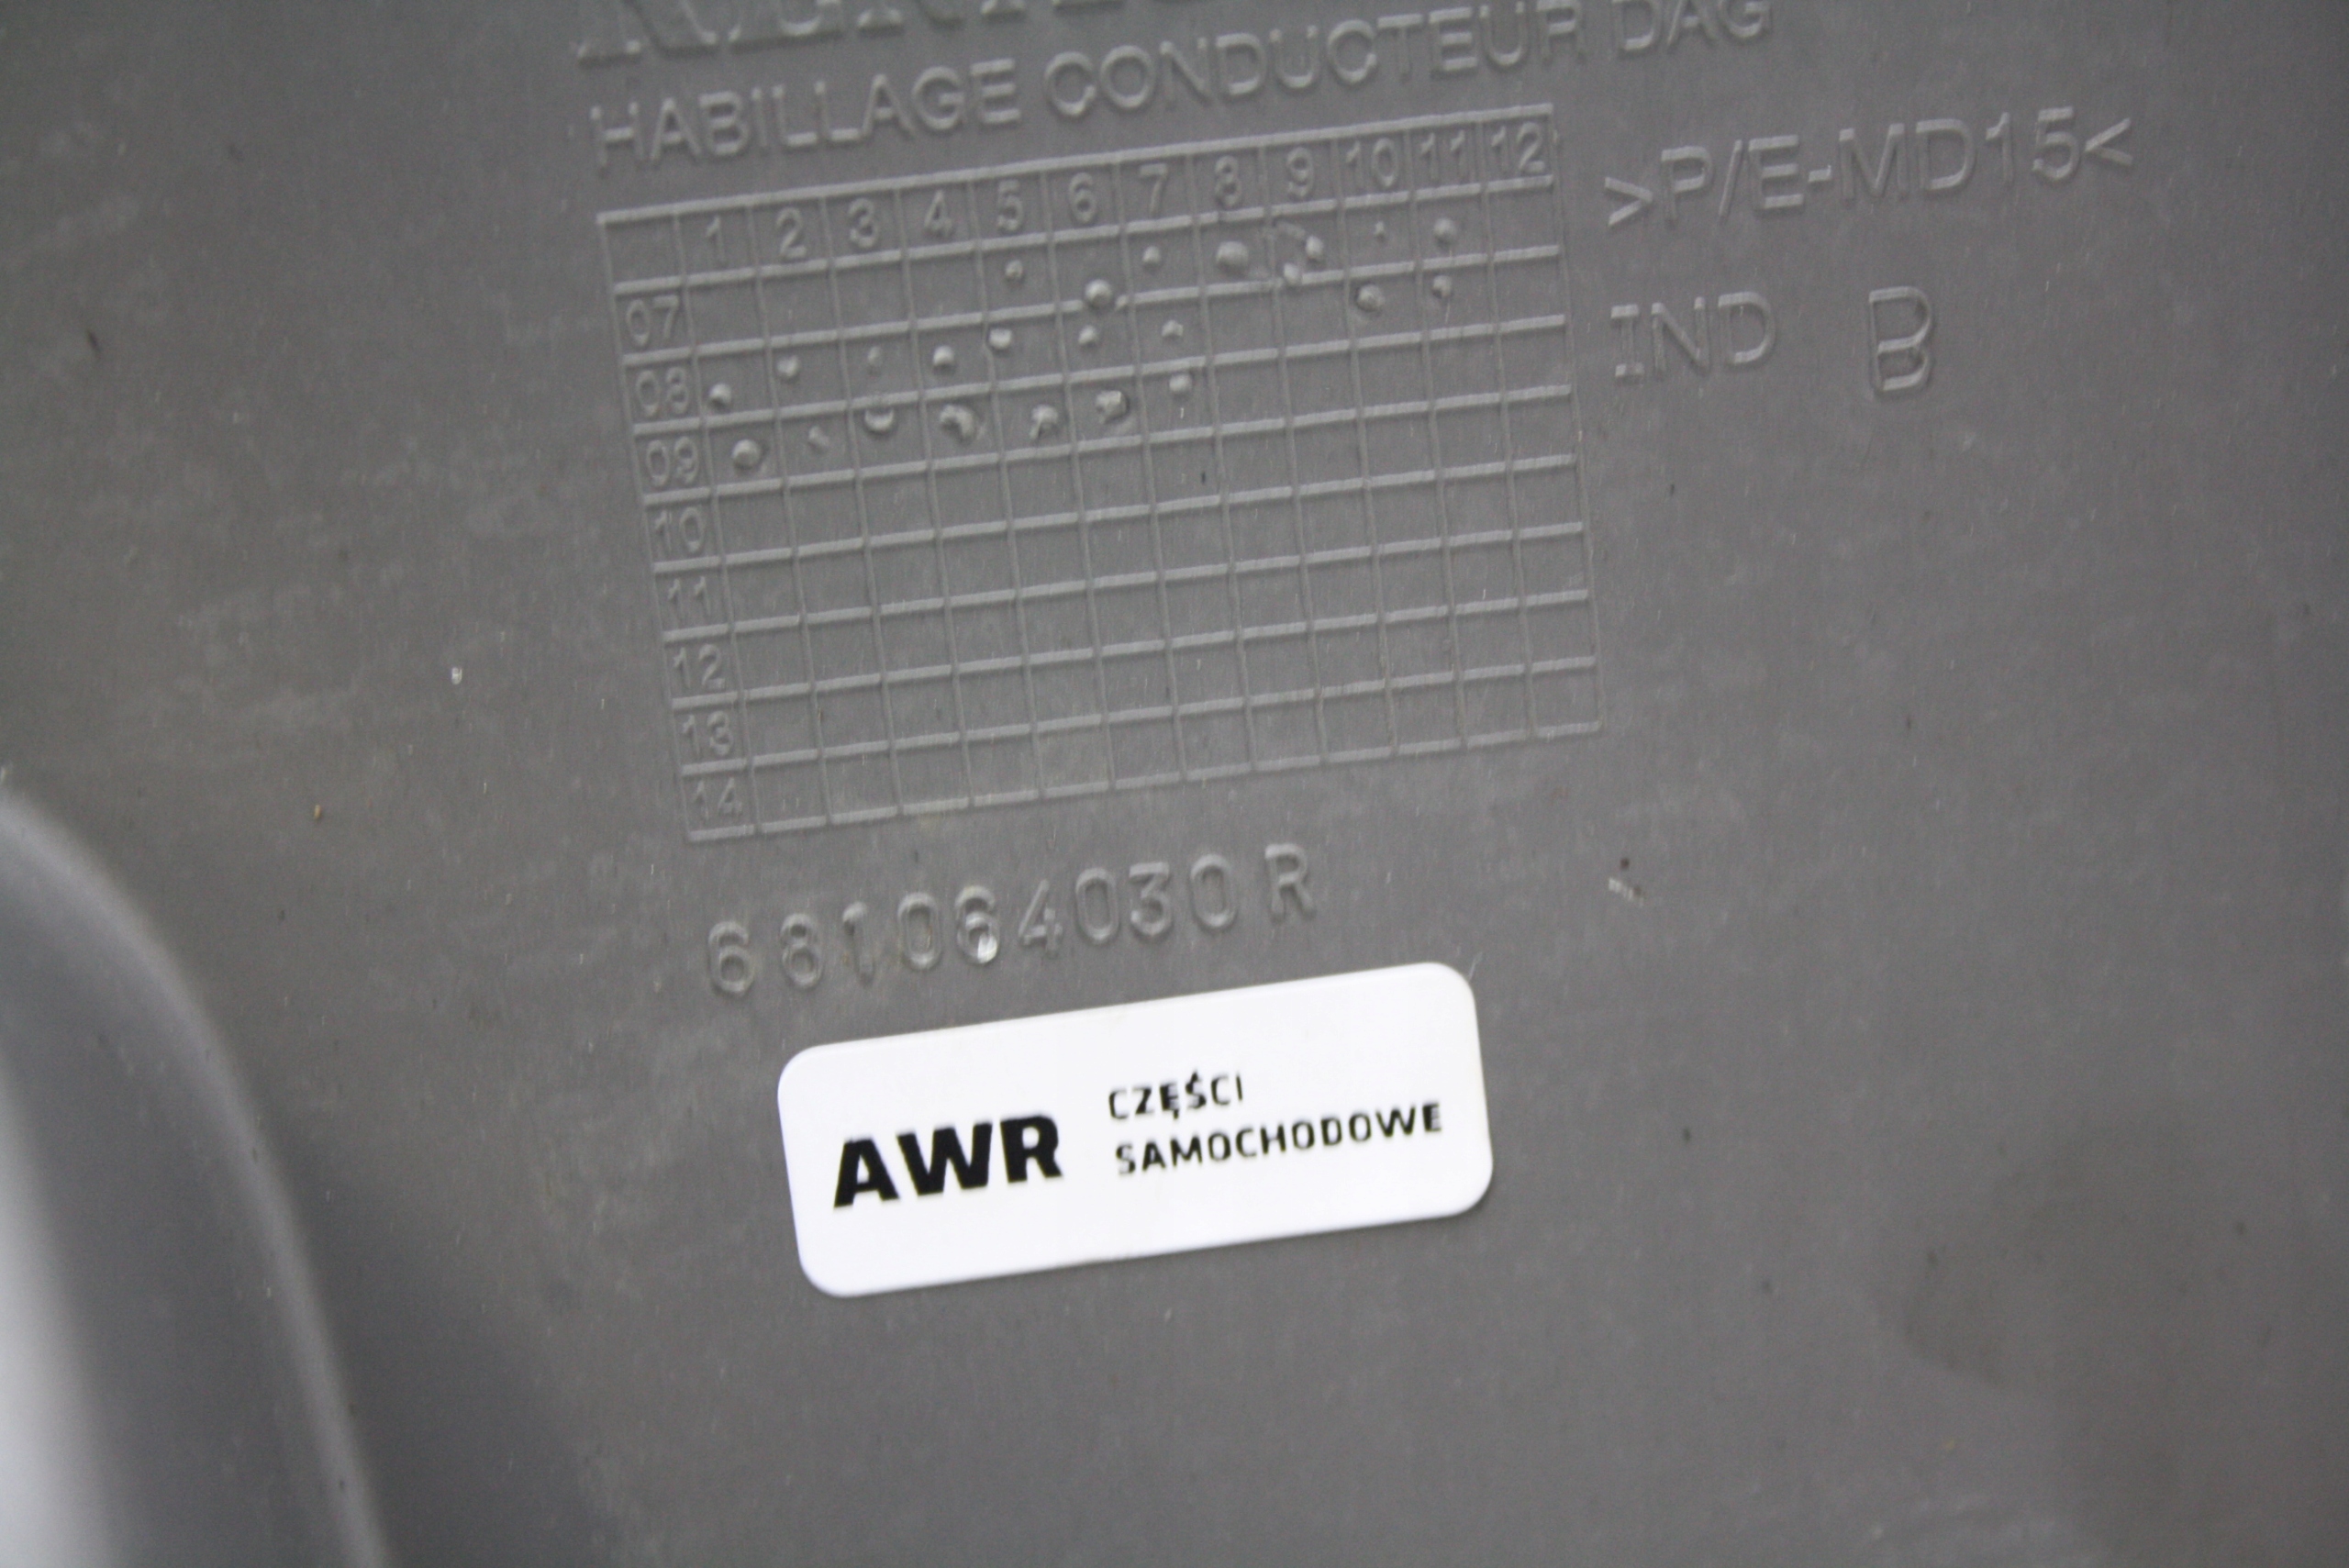 HABILLAGE CONDUCTEUR DAG
1 2 3 4 5 6 7 8 9 10 11 12
>P/E-MD15<
07
IND B
08
09
10
11
12
13
14
681064030R
AWR CZĘŚCI
SAMOCHODOWE